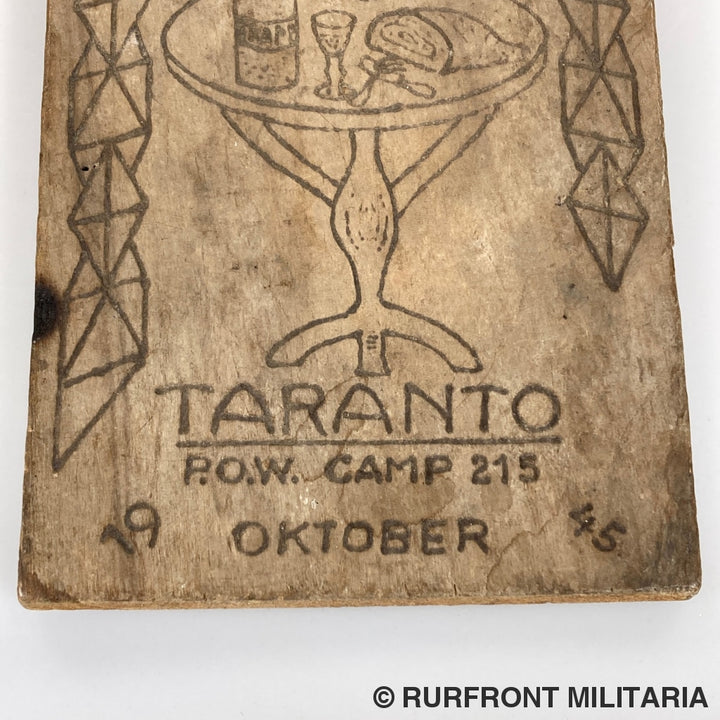 TARANTO
P.O.W. CAMP 215
19 OKTOBER 45
© RURFRONT MILITARIA